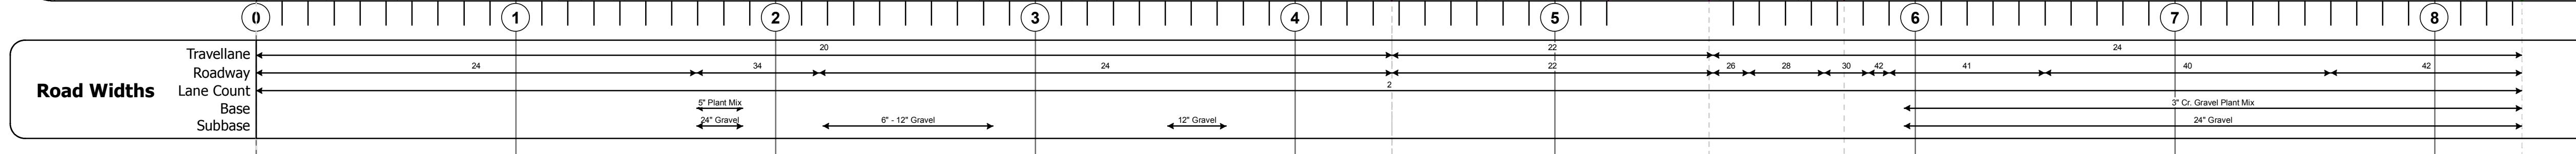 0 1 2 3 4 5 6 7 8
Road Widths
Travellane 20 22 24
Roadway 24 34 24 22 26 28 30 42 41 40 42
Lane Count 2
Base 5" Plant Mix 3" Cr. Gravel Plant Mix
Subbase 24" Gravel 6" - 12" Gravel 12" Gravel 24" Gravel